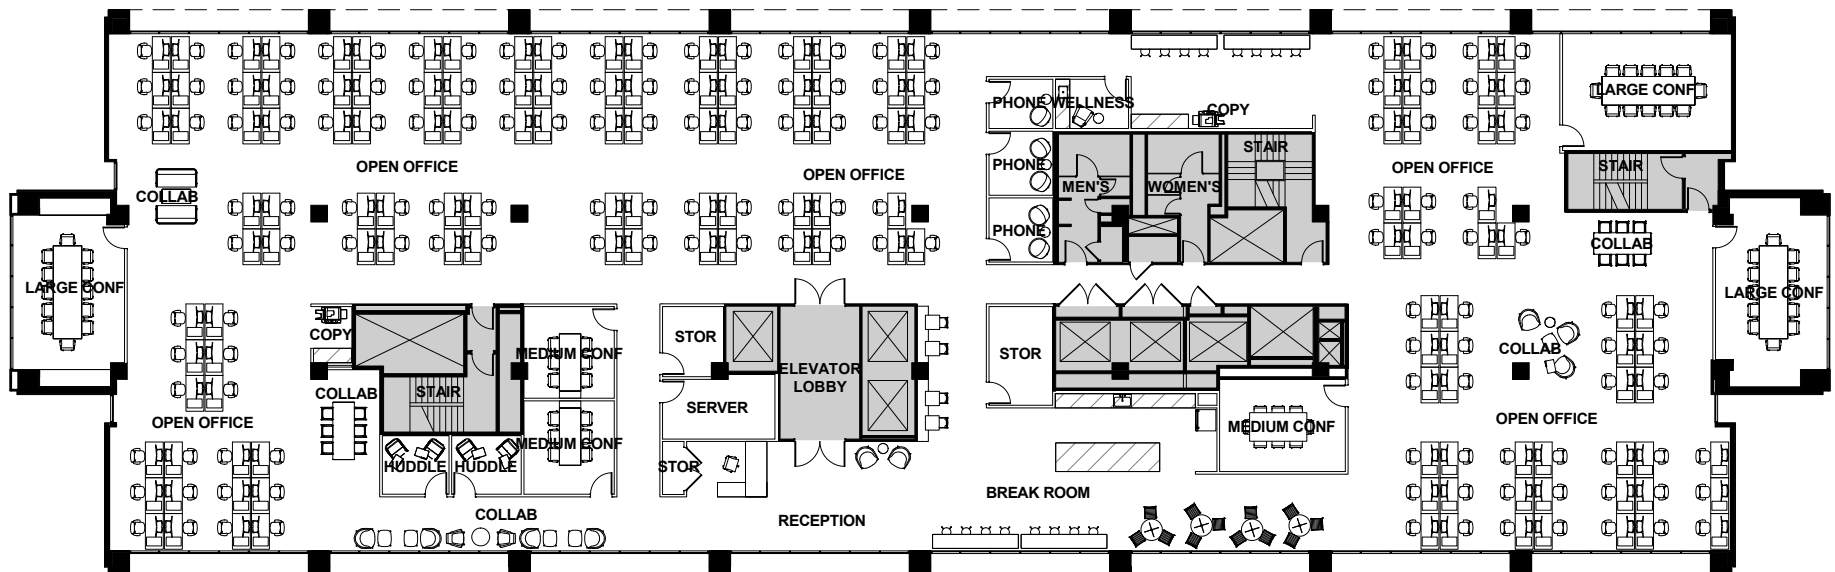 LARGE CONF
PHONE
WELLNESS
COPY
PHONE
STAIR
OPEN OFFICE
OPEN OFFICE
OPEN OFFICE
STAIR
MEN'S
WOMEN'S
COLLAB
PHONE
COLLAB
LARGE CONF
LARGE CONF
COPY
MEDIUM CONF
STOR
ELEVATOR
LOBBY
STOR
COLLAB
COLLAB
STAIR
SERVER
OPEN OFFICE
OPEN OFFICE
MEDIUM CONF
MEDIUM CONF
HUDDLE
HUDDLE
STOR
BREAK ROOM
COLLAB
RECEPTION